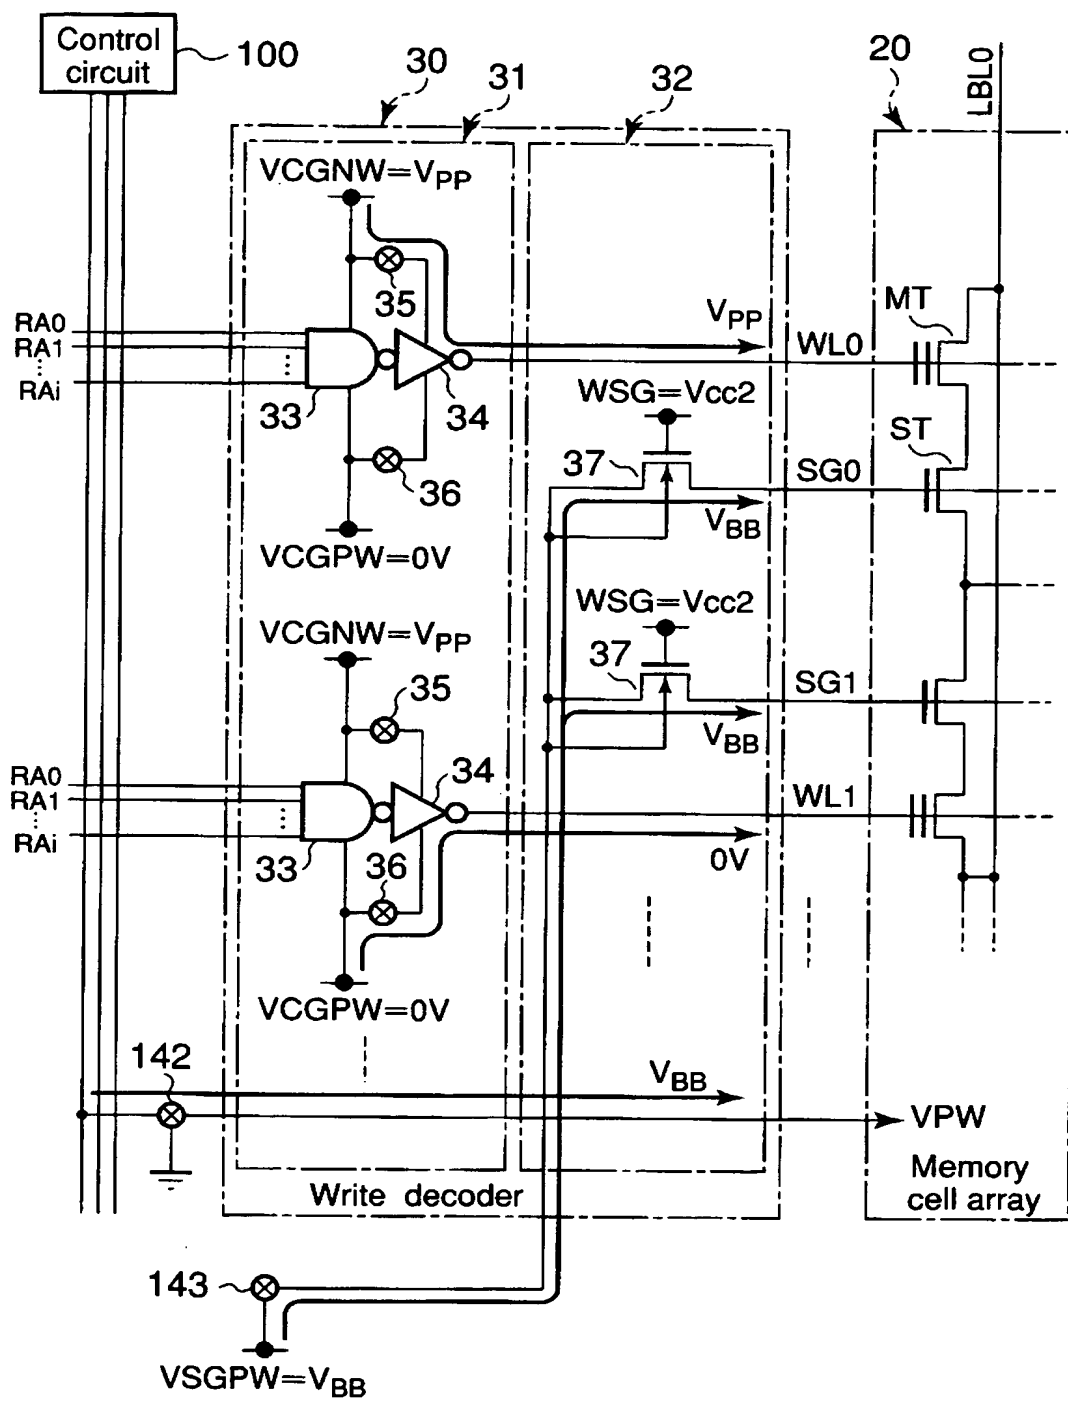 Control
circuit
100
30
31
32
20
LBL0
VCGNW=VPP
35
MT
RA0
RA1
RAi
VPP
WL0
33
34
WSG=Vcc2
ST
37
SG0
36
VBB
VCGPW=0V
WSG=Vcc2
VCGNW=VPP
37
SG1
35
VBB
RA0
RA1
RAi
34
WL1
33
36
0V
VCGPW=0V
142
VBB
VPW
Memory
cell array
Write decoder
143
VSGPW=VBB